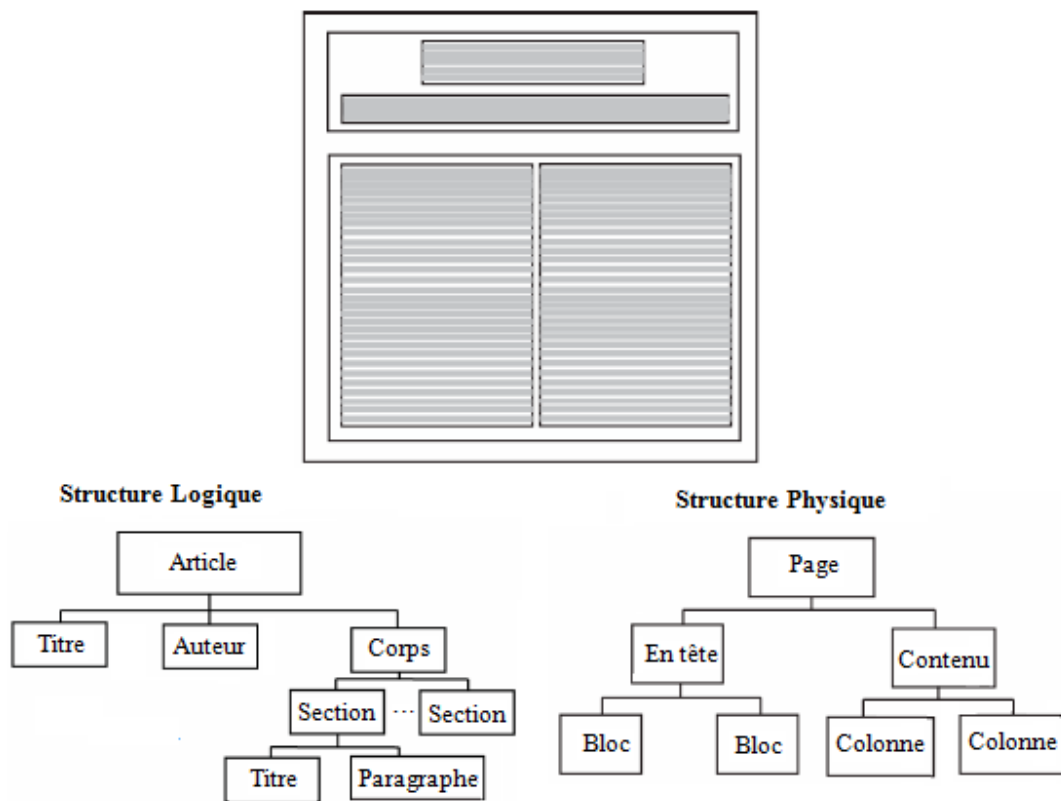 Structure Logique
Structure Physique
Article
Page
Titre
Auteur
Corps
En tête
Contenu
Section
...
Section
Bloc
Bloc
Colonne
Colonne
Titre
Paragraphe